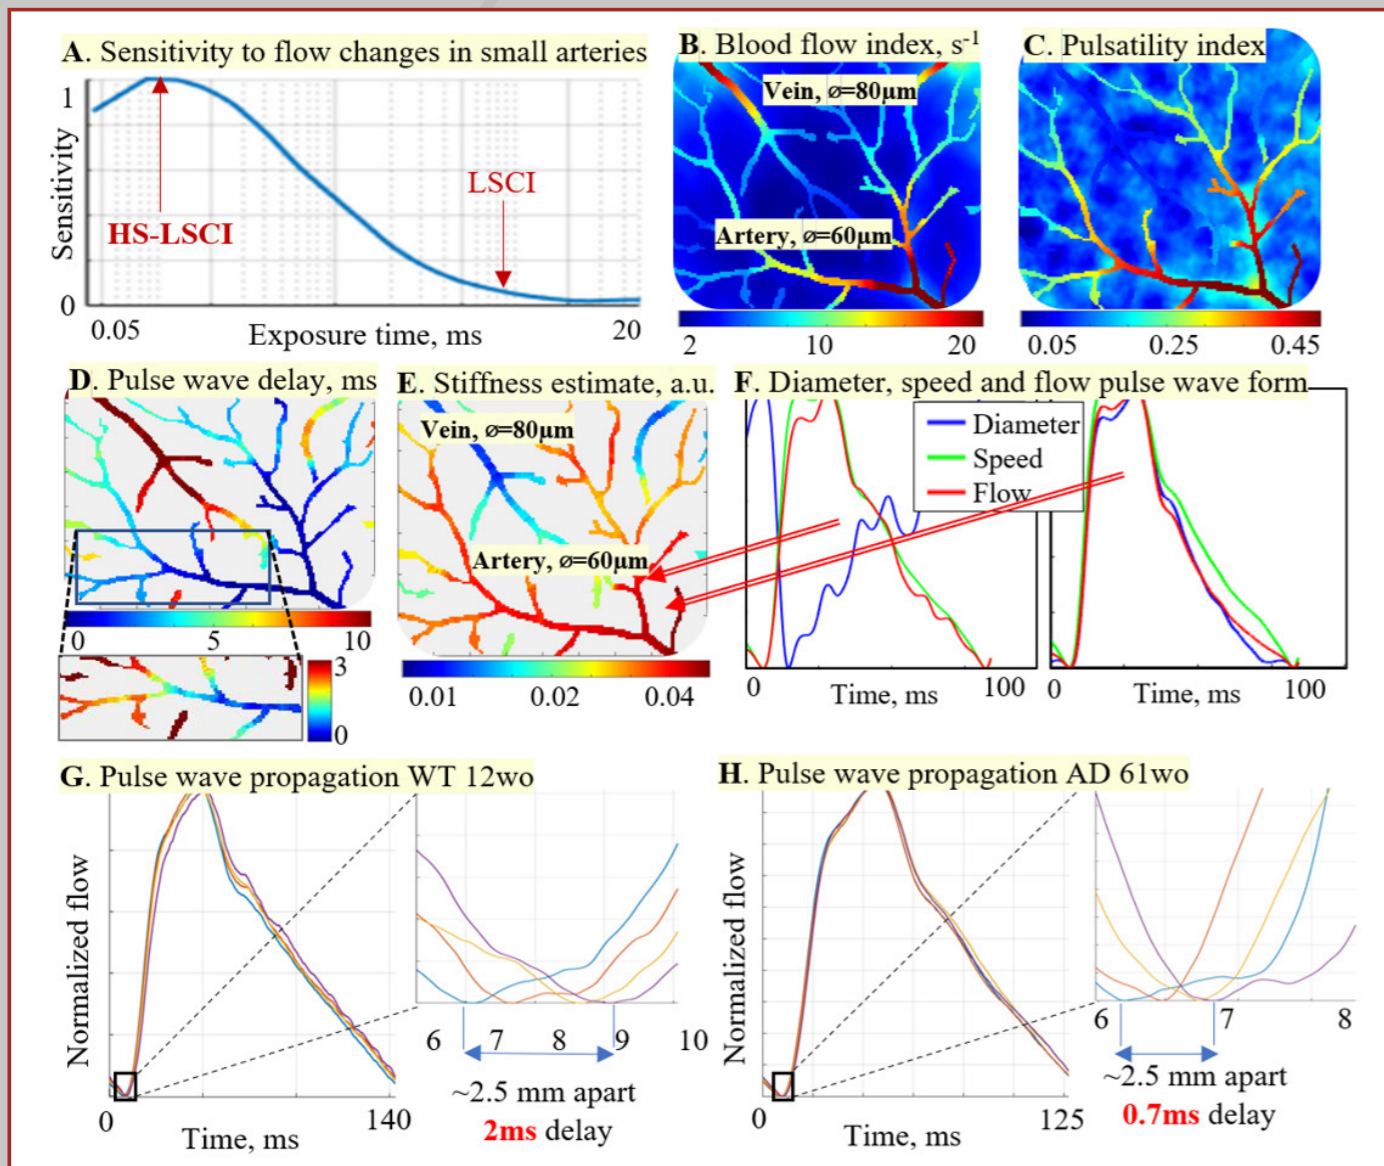 A. Sensitivity to flow changes in small arteries
1
Sensitivity
0
HS-LSCI
LSCI
0.05
20
Exposure time, ms
B. Blood flow index, s-1
Vein, ø=80µm
Artery, ø=60µm
2 10 20
C. Pulsatility index
0.05 0.25 0.45
D. Pulse wave delay, ms
0 5 10
3
0
E. Stiffness estimate, a.u.
Vein, ø=80µm
Artery, ø=60µm
0.01 0.02 0.04
F. Diameter, speed and flow pulse wave form
Diameter
Speed
Flow
0 Time, ms 100
0 Time, ms 100
G. Pulse wave propagation WT 12wo
Normalized flow
0 140
Time, ms
6 7 8 9 10
~2.5 mm apart
2ms delay
H. Pulse wave propagation AD 61wo
Normalized flow
0 125
Time, ms
6 7 8
~2.5 mm apart
0.7ms delay